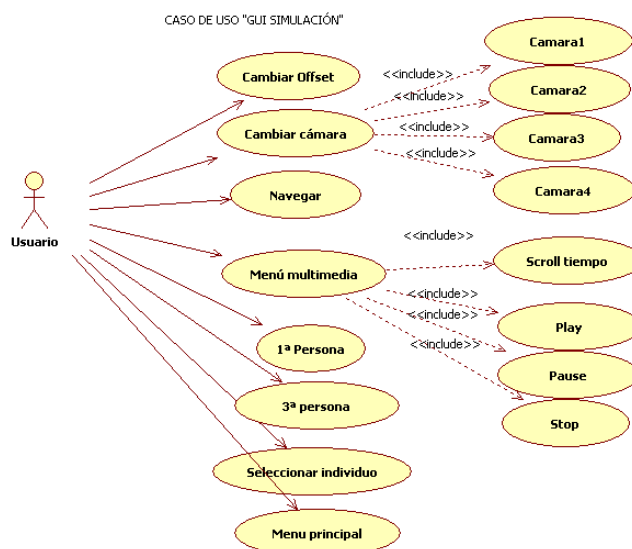 CASO DE USO "GUI SIMULACIÓN"
Cambiar Offset
Cambiar cámara
Navegar
Usuario
Menú multimedia
1ª Persona
3ª persona
Seleccionar individuo
Menu principal
<<include>>
<<include>>
<<include>>
<<include>>
Camara1
Camara2
Camara3
Camara4
<<include>>
<<include>>
<<include>>
<<include>>
Scroll tiempo
Play
Pause
Stop